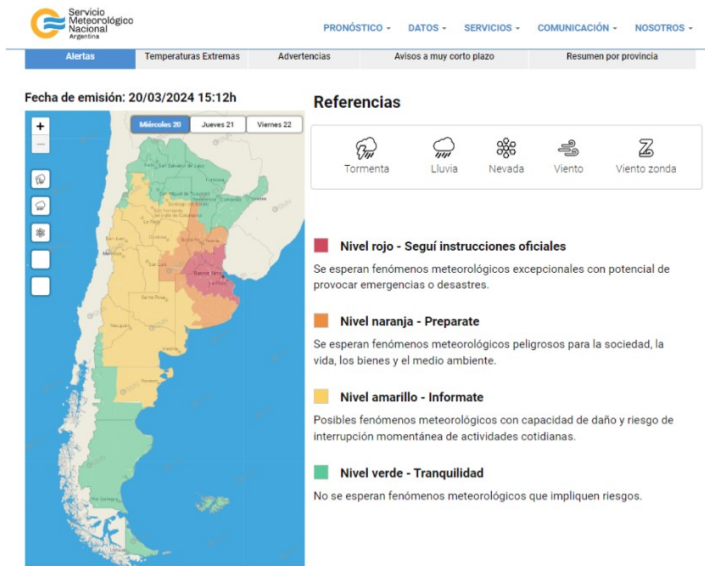 Servicio
Meteorológico
Nacional
Argentina
PRONÓSTICO
DATOS
SERVICIOS
COMUNICACIÓN
NOSOTROS
Alertas
Temperaturas Extremas
Advertencias
Avisos a muy corto plazo
Resumen por provincia
Fecha de emisión: 20/03/2024 15:12h
Miércoles 20
Jueves 21
Viernes 22
+
Santa Rosa
Neuquén
Referencias
Tormenta
Lluvia
Nevada
Viento
Viento zonda
Nivel rojo - Seguí instrucciones oficiales
Se esperan fenómenos meteorológicos excepcionales con potencial de
provocar emergencias o desastres.
Nivel naranja - Preparate
Se esperan fenómenos meteorológicos peligrosos para la sociedad, la
vida, los bienes y el medio ambiente.
Nivel amarillo - Informate
Posibles fenómenos meteorológicos con capacidad de daño y riesgo de
interrupción momentánea de actividades cotidianas.
Nivel verde - Tranquilidad
No se esperan fenómenos meteorológicos que impliquen riesgos.